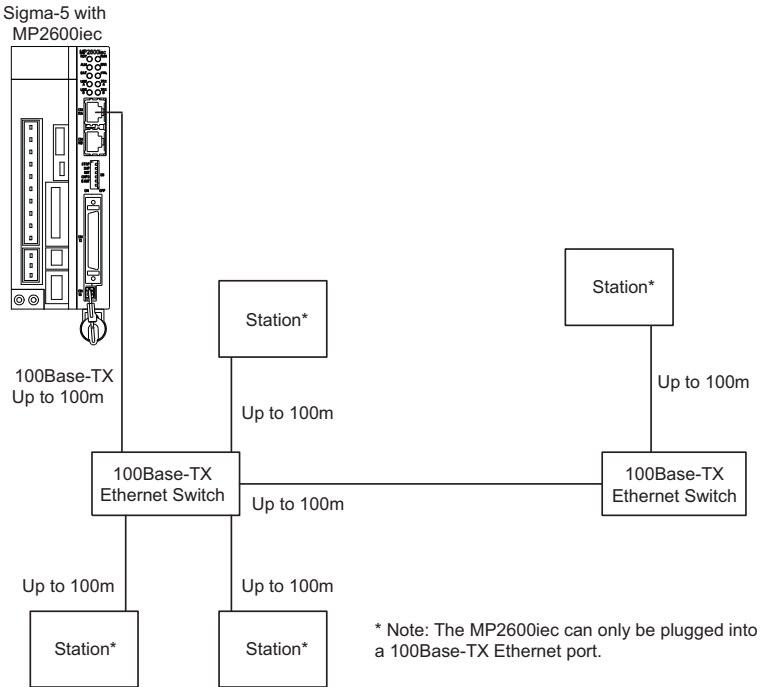 Sigma-5 with
MP2600iec
MP2600iec
Station*
Station*
100Base-TX
Up to 100m
Up to 100m
Up to 100m
100Base-TX
Ethernet Switch
Up to 100m
100Base-TX
Ethernet Switch
Up to 100m
Up to 100m
Station*
Station*
* Note: The MP2600iec can only be plugged into
a 100Base-TX Ethernet port.